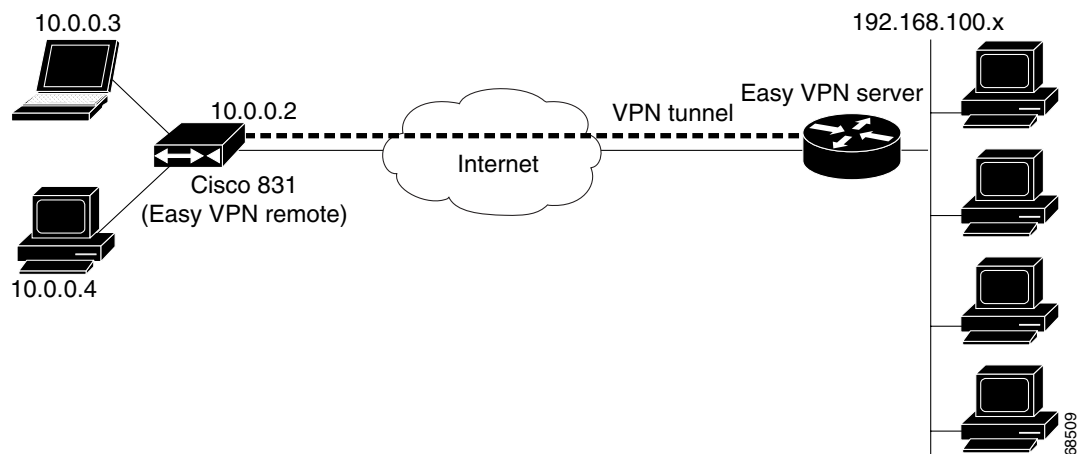 10.0.0.3
192.168.100.x
10.0.0.2
VPN tunnel
Easy VPN server
Internet
Cisco 831
(Easy VPN remote)
10.0.0.4
68509